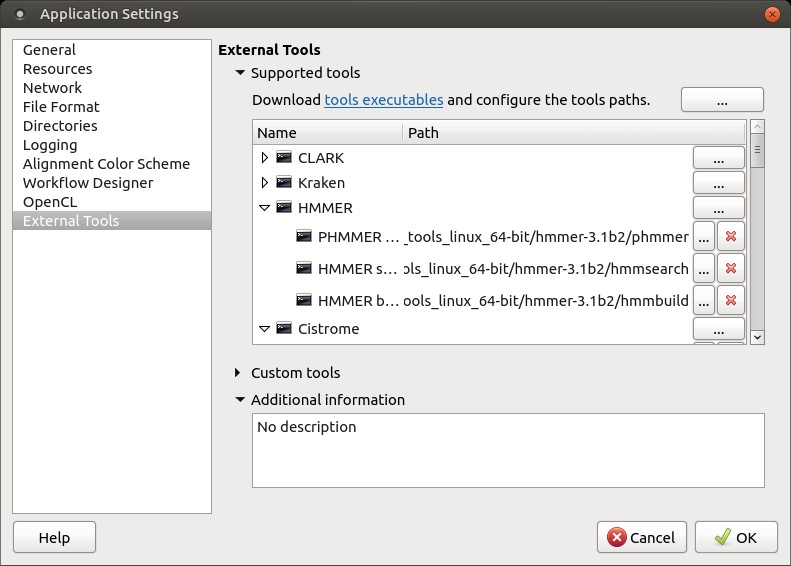 Application Settings
General
Resources
Network
File Format
Directories
Logging
Alignment Color Scheme
Workflow Designer
OpenCL
External Tools
External Tools
Supported tools
Download tools executables and configure the tools paths. ...
Name Path
CLARK ...
Kraken ...
HMMER ...
PHMMER ... _tools_linux_64-bit/hmmer-3.1b2/phmmer ...
HMMER s... ols_linux_64-bit/hmmer-3.1b2/hmmsearch ...
HMMER b... ools_linux_64-bit/hmmer-3.1b2/hmmbuild ...
Cistrome ...
Custom tools
Additional information
No description
Help Cancel OK